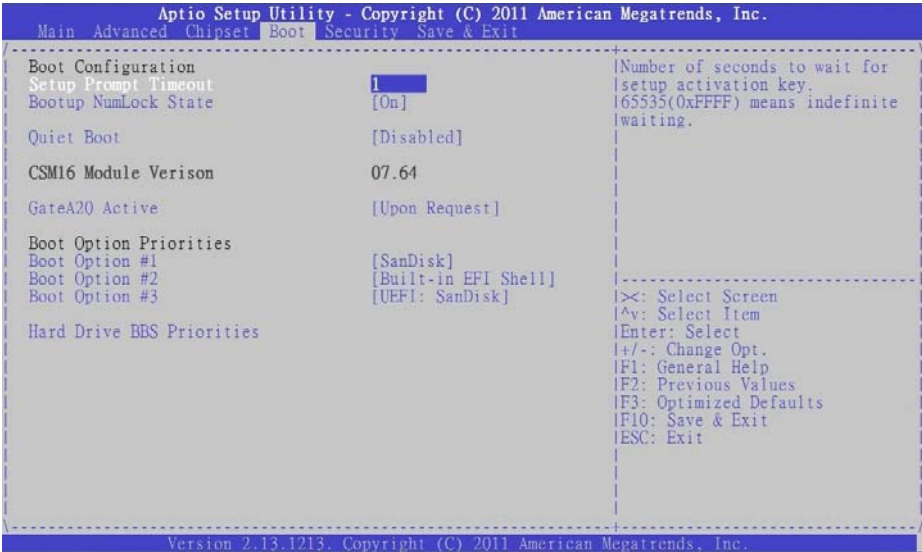 Aptio Setup Utility - Copyright (C) 2011 American Megatrends, Inc.
Main Advanced Chipset Boot Security Save & Exit
Boot Configuration
Setup Prompt Timeout 1
Bootup NumLock State [On]
Quiet Boot [Disabled]
CSM16 Module Verison 07.64
GateA20 Active [Upon Request]
Boot Option Priorities
Boot Option #1 [SanDisk]
Boot Option #2 [Built-in EFI Shell]
Boot Option #3 [UEFI: SanDisk]
Hard Drive BBS Priorities
Number of seconds to wait for
setup activation key.
65535(0xFFFF) means indefinite
waiting.
><: Select Screen
^v: Select Item
Enter: Select
+/-: Change Opt.
F1: General Help
F2: Previous Values
F3: Optimized Defaults
F10: Save & Exit
ESC: Exit
Version 2.13.1213. Copyright (C) 2011 American Megatrends, Inc.